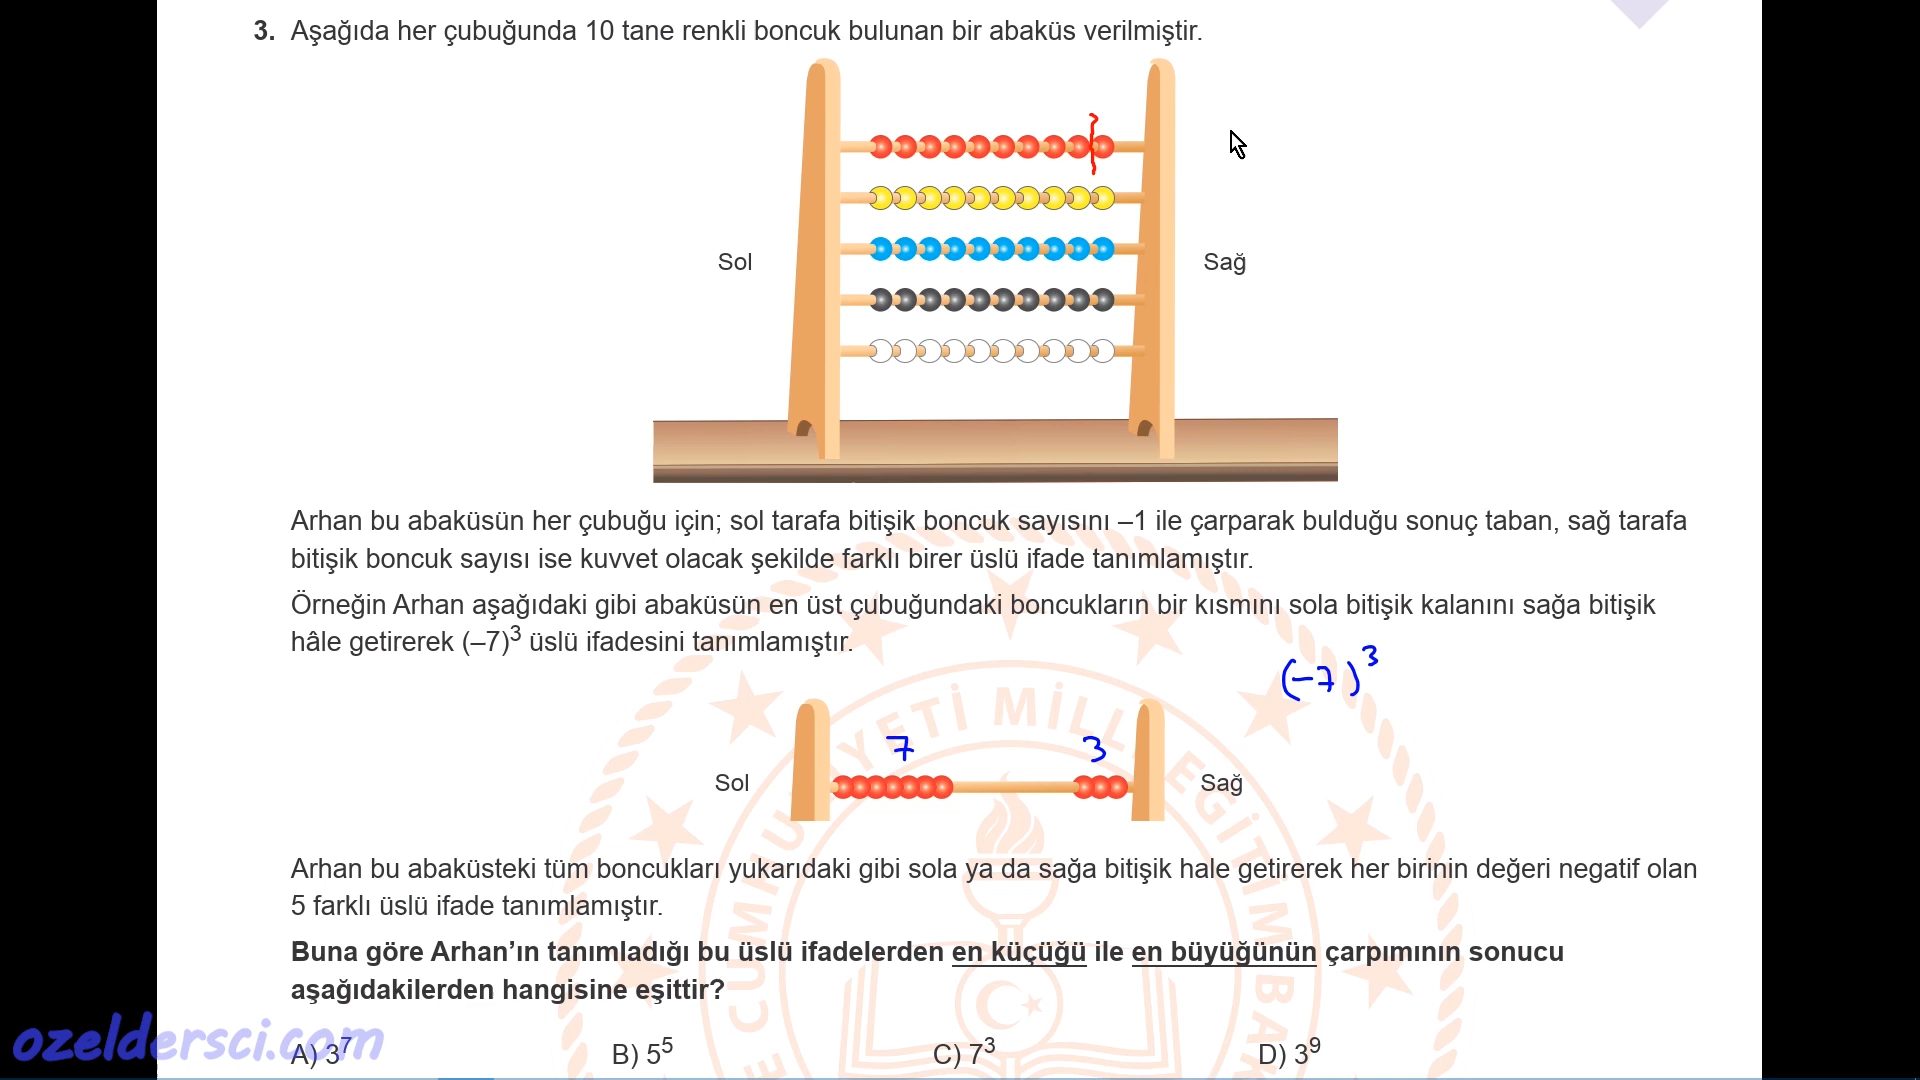 3. Aşağıda her çubuğunda 10 tane renkli boncuk bulunan bir abaküs verilmiştir.
Sol
Sağ
Arhan bu abaküsün her çubuğu için; sol tarafa bitişik boncuk sayısını –1 ile çarparak bulduğu sonuç taban, sağ tarafa
bitişik boncuk sayısı ise kuvvet olacak şekilde farklı birer üslü ifade tanımlamıştır.
Örneğin Arhan aşağıdaki gibi abaküsün en üst çubuğundaki boncukların bir kısmını sola bitişik kalanını sağa bitişik
hâle getirerek (–7)³ üslü ifadesini tanımlamıştır.
(-7)³
7
3
Sol
Sağ
Arhan bu abaküsteki tüm boncukları yukarıdaki gibi sola ya da sağa bitişik hale getirerek her birinin değeri negatif olan
5 farklı üslü ifade tanımlamıştır.
Buna göre Arhan’ın tanımladığı bu üslü ifadelerden en küçüğü ile en büyüğünün çarpımının sonucu
aşağıdakilerden hangisine eşittir?
A) 3⁷ B) 5⁵ C) 7³ D) 3⁹
ozeldersci.com